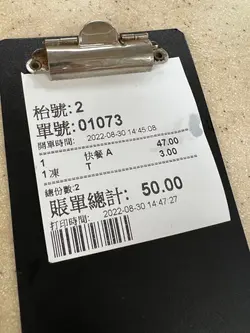 枱號:2
單號:01073
開單時間: 2022-08-30 14:45:08
1 快餐 A 47.00
1 凍 T 3.00
總份數:2
賬單總計: 50.00
打印時間: 2022-08-30 14:47:27